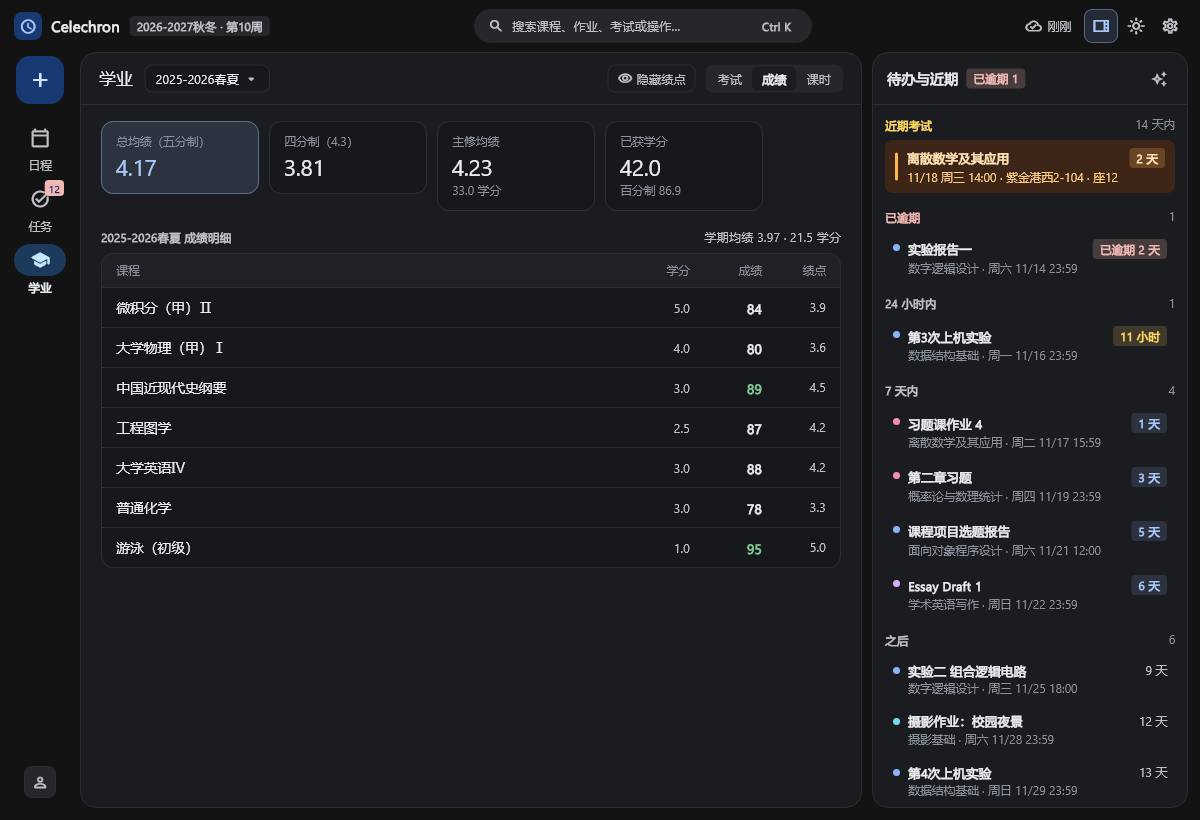 Celechron
2026-2027秋冬 · 第10周
搜索课程、作业、考试或操作...
Ctrl K
刚刚
日程
12
任务
学业
学业
2025-2026春夏
隐藏绩点
考试
成绩
课时
总均绩（五分制）
4.17
四分制（4.3）
3.81
主修均绩
4.23
33.0 学分
已获学分
42.0
百分制 86.9
2025-2026春夏 成绩明细
学期均绩 3.97 · 21.5 学分
课程 学分 成绩 绩点
微积分（甲）Ⅱ 5.0 84 3.9
大学物理（甲）Ⅰ 4.0 80 3.6
中国近现代史纲要 3.0 89 4.5
工程图学 2.5 87 4.2
大学英语Ⅳ 3.0 88 4.2
普通化学 3.0 78 3.3
游泳（初级） 1.0 95 5.0
待办与近期
已逾期 1
近期考试 14 天内
离散数学及其应用 2 天
11/18 周三 14:00 · 紫金港西2-104 · 座12
已逾期 1
实验报告一 已逾期 2 天
数字逻辑设计 · 周六 11/14 23:59
24 小时内 1
第3次上机实验 11 小时
数据结构基础 · 周一 11/16 23:59
7 天内 4
习题课作业 4 1 天
离散数学及其应用 · 周二 11/17 15:59
第二章习题 3 天
概率论与数理统计 · 周四 11/19 23:59
课程项目选题报告 5 天
面向对象程序设计 · 周六 11/21 12:00
Essay Draft 1 6 天
学术英语写作 · 周日 11/22 23:59
之后 6
实验二 组合逻辑电路 9 天
数字逻辑设计 · 周三 11/25 18:00
摄影作业：校园夜景 12 天
摄影基础 · 周六 11/28 23:59
第4次上机实验 13 天
数据结构基础 · 周日 11/29 23:59